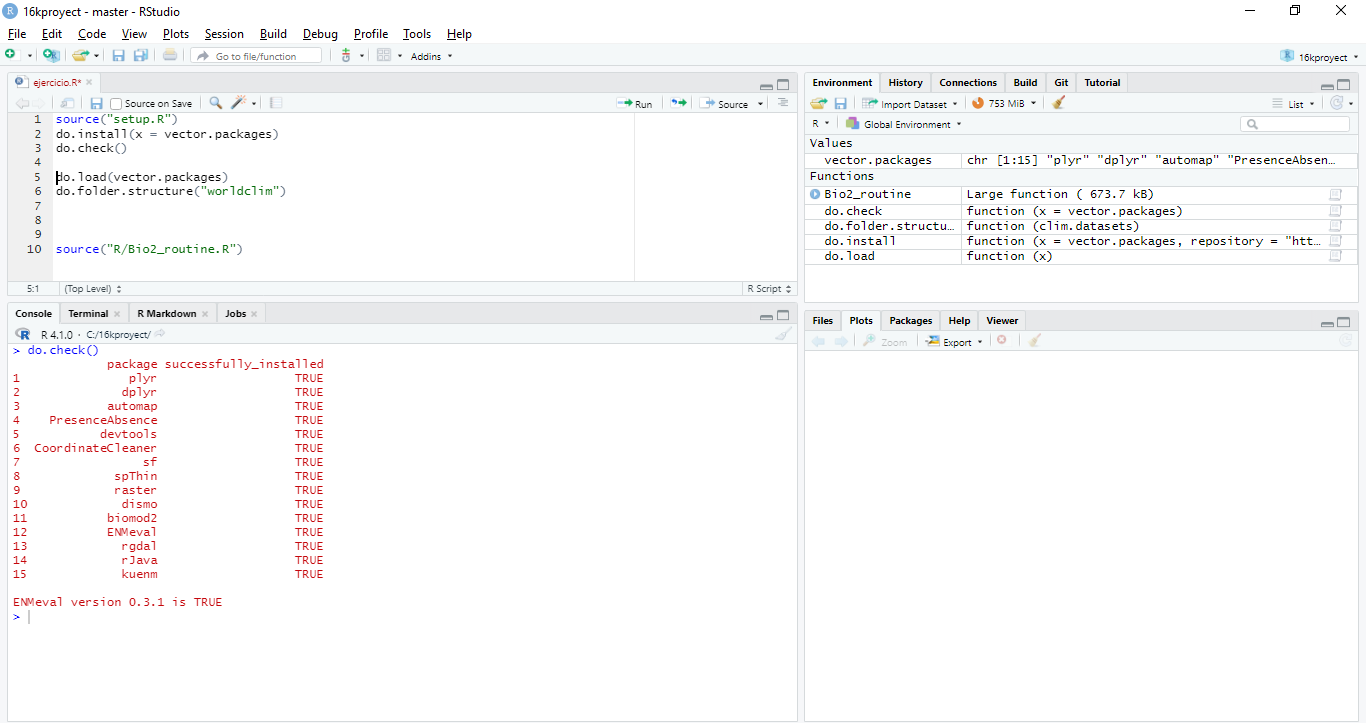 16kproyect - master - RStudio
File Edit Code View Plots Session Build Debug Profile Tools Help
Go to file/function Addins 16kproyect
ejercicio.R*
Source on Save Run Source
1 source("setup.R")
2 do.install(x = vector.packages)
3 do.check()
4
5 do.load(vector.packages)
6 do.folder.structure("worldclim")
7
8
9
10 source("R/Bio2_routine.R")
5:1 (Top Level) R Script
Console Terminal R Markdown Jobs
R 4.1.0 · C:/16kproyect/
> do.check()
package successfully_installed
1 plyr TRUE
2 dplyr TRUE
3 automap TRUE
4 PresenceAbsence TRUE
5 devtools TRUE
6 CoordinateCleaner TRUE
7 sf TRUE
8 spThin TRUE
9 raster TRUE
10 dismo TRUE
11 biomod2 TRUE
12 ENMeval TRUE
13 rgdal TRUE
14 rJava TRUE
15 kuenm TRUE
ENMeval version 0.3.1 is TRUE
>
Environment History Connections Build Git Tutorial
Import Dataset 753 MiB List
R Global Environment
Values
vector.packages chr [1:15] "plyr" "dplyr" "automap" "PresenceAbsen…
Functions
Bio2_routine Large function ( 673.7 kB)
do.check function (x = vector.packages)
do.folder.structu… function (clim.datasets)
do.install function (x = vector.packages, repository = "htt…
do.load function (x)
Files Plots Packages Help Viewer
Zoom Export